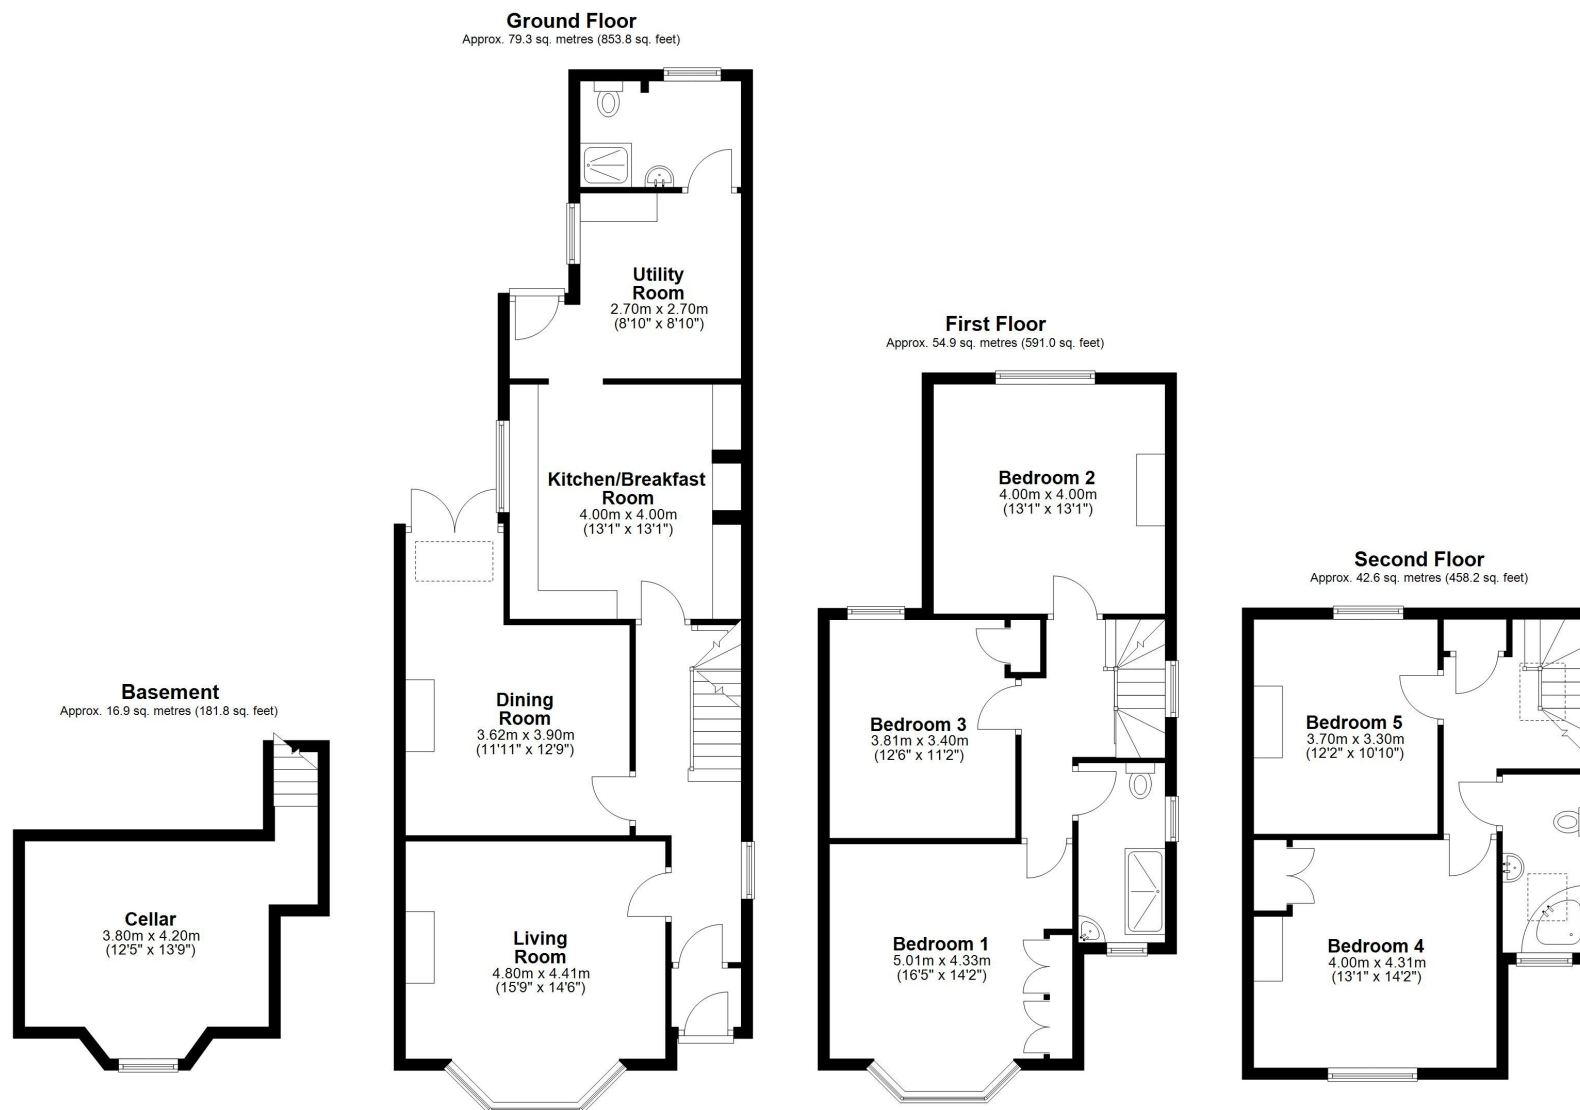 Ground Floor
Approx. 79.3 sq. metres (853.8 sq. feet)
Utility
Room
2.70m x 2.70m
(8'10" x 8'10")
Kitchen/Breakfast
Room
4.00m x 4.00m
(13'1" x 13'1")
Dining
Room
3.62m x 3.90m
(11'11" x 12'9")
Living
Room
4.80m x 4.41m
(15'9" x 14'6")
Basement
Approx. 16.9 sq. metres (181.8 sq. feet)
Cellar
3.80m x 4.20m
(12'5" x 13'9")
First Floor
Approx. 54.9 sq. metres (591.0 sq. feet)
Bedroom 2
4.00m x 4.00m
(13'1" x 13'1")
Bedroom 3
3.81m x 3.40m
(12'6" x 11'2")
Bedroom 1
5.01m x 4.33m
(16'5" x 14'2")
Second Floor
Approx. 42.6 sq. metres (458.2 sq. feet)
Bedroom 5
3.70m x 3.30m
(12'2" x 10'10")
Bedroom 4
4.00m x 4.31m
(13'1" x 14'2")